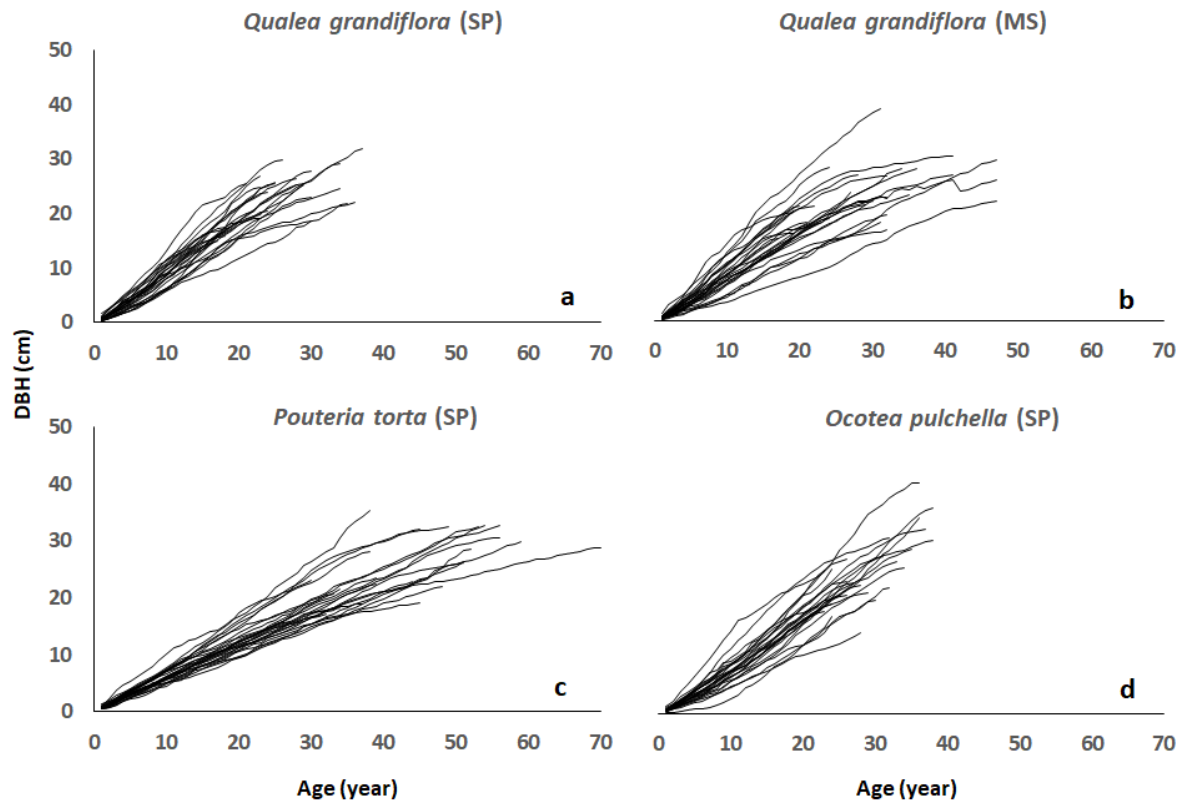 Qualea grandiflora (SP)
Qualea grandiflora (MS)
50
40
30
20
10
0
0 10 20 30 40 50 60 70
a
0 10 20 30 40 50 60 70
b
DBH (cm)
Pouteria torta (SP)
Ocotea pulchella (SP)
50
40
30
20
10
0
0 10 20 30 40 50 60 70
c
0 10 20 30 40 50 60 70
d
Age (year)
Age (year)